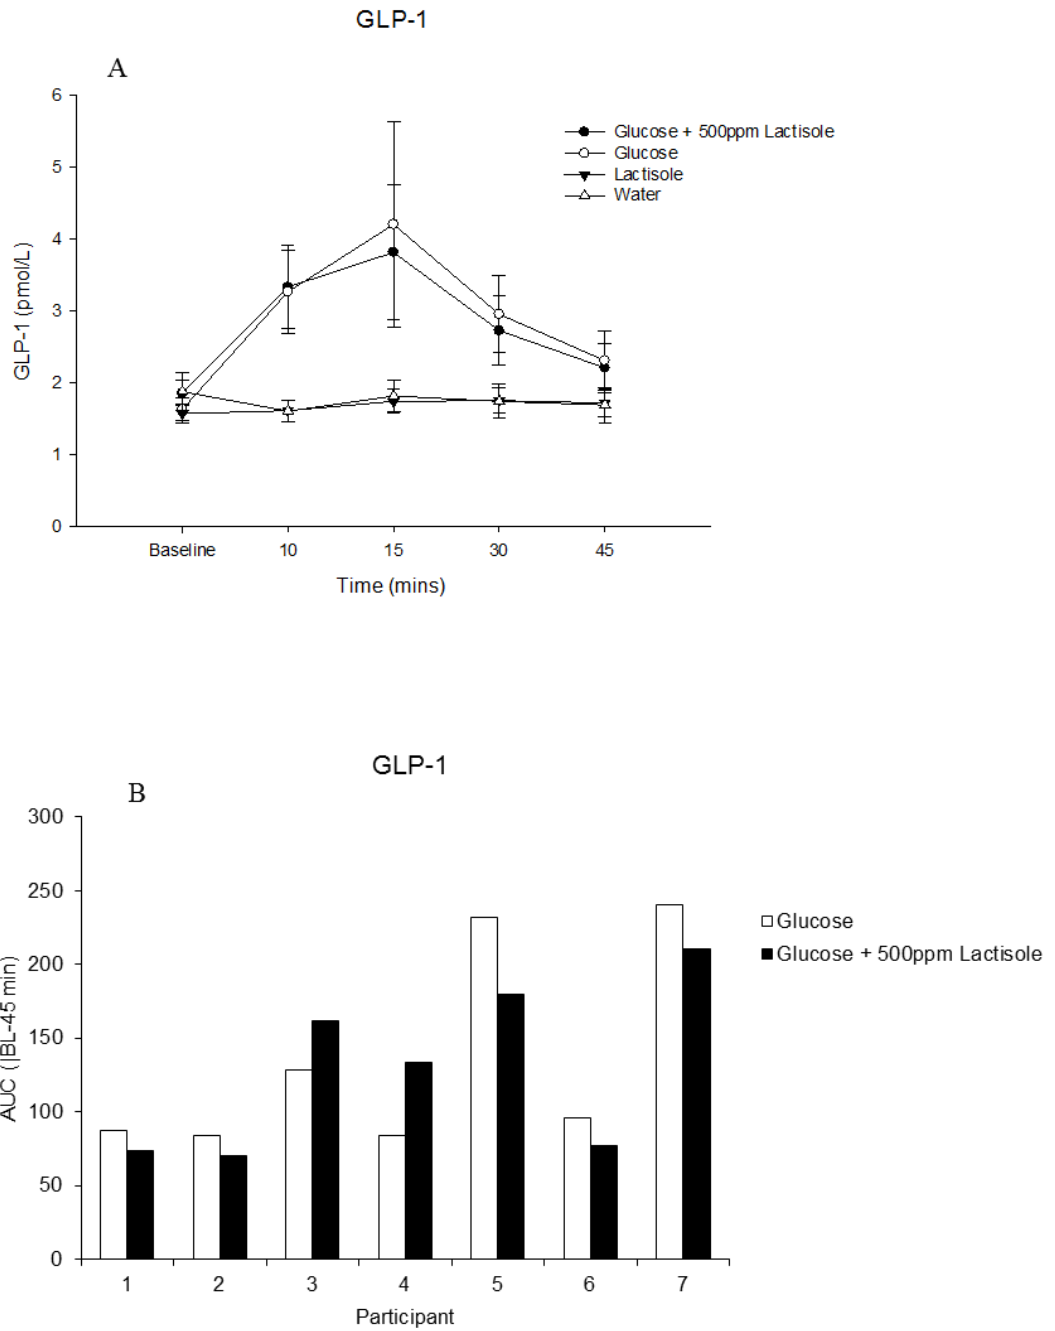 GLP-1
A
6
5
4
3
2
1
0
GLP-1 (pmol/L)
Glucose + 500ppm Lactisole
Glucose
Lactisole
Water
Baseline 10 15 30 45
Time (mins)
GLP-1
B
300
250
200
150
100
50
0
AUC (|BL-45 min)
Glucose
Glucose + 500ppm Lactisole
1 2 3 4 5 6 7
Participant